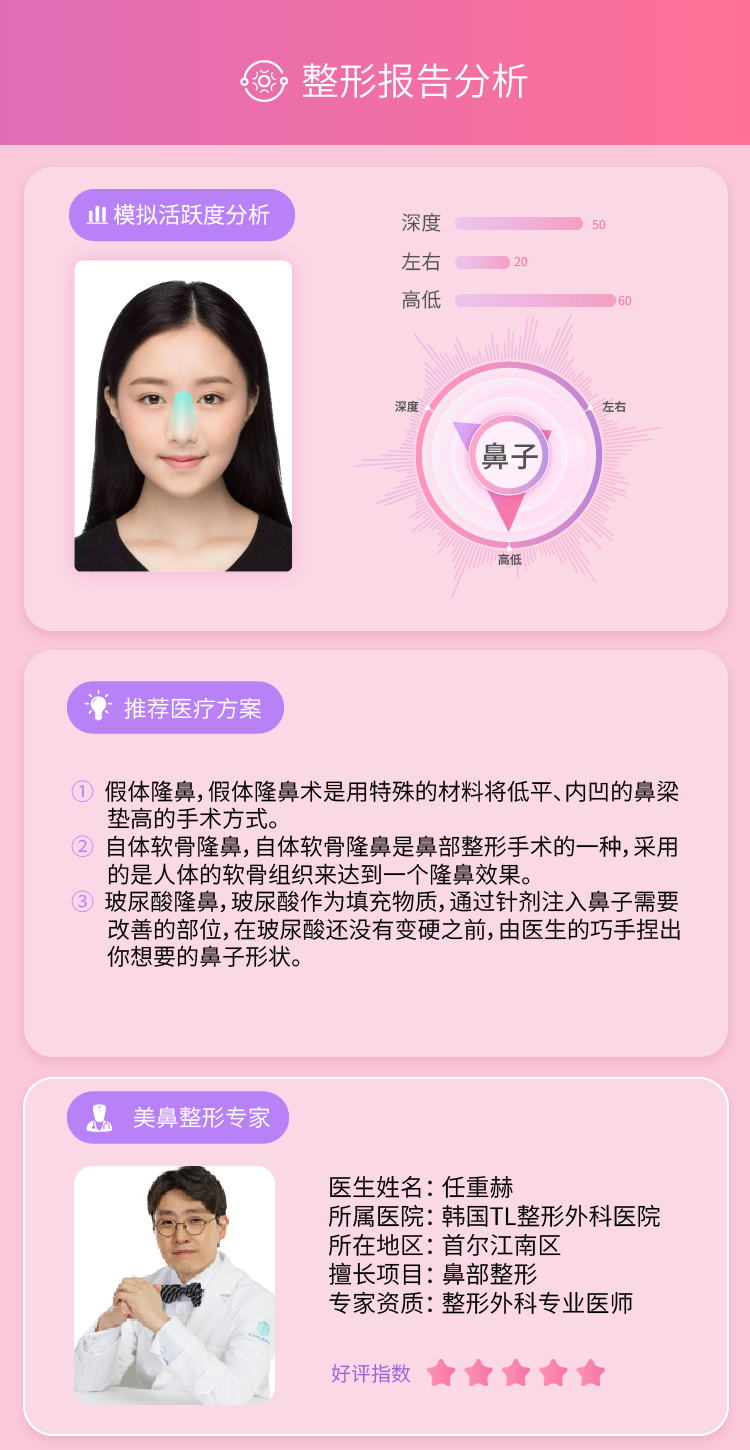 整形报告分析
模拟活跃度分析
深度 50
左右 20
高低 60
深度
左右
鼻子
高低
推荐医疗方案
① 假体隆鼻，假体隆鼻术是用特殊的材料将低平、内凹的鼻梁
垫高的手术方式。
② 自体软骨隆鼻，自体软骨隆鼻是鼻部整形手术的一种，采用
的是人体的软骨组织来达到一个隆鼻效果。
③ 玻尿酸隆鼻，玻尿酸作为填充物质，通过针剂注入鼻子需要
改善的部位，在玻尿酸还没有变硬之前，由医生的巧手捏出
你想要的鼻子形状。
美鼻整形专家
医生姓名：任重赫
所属医院：韩国TL整形外科医院
所在地区：首尔江南区
擅长项目：鼻部整形
专家资质：整形外科专业医师
好评指数